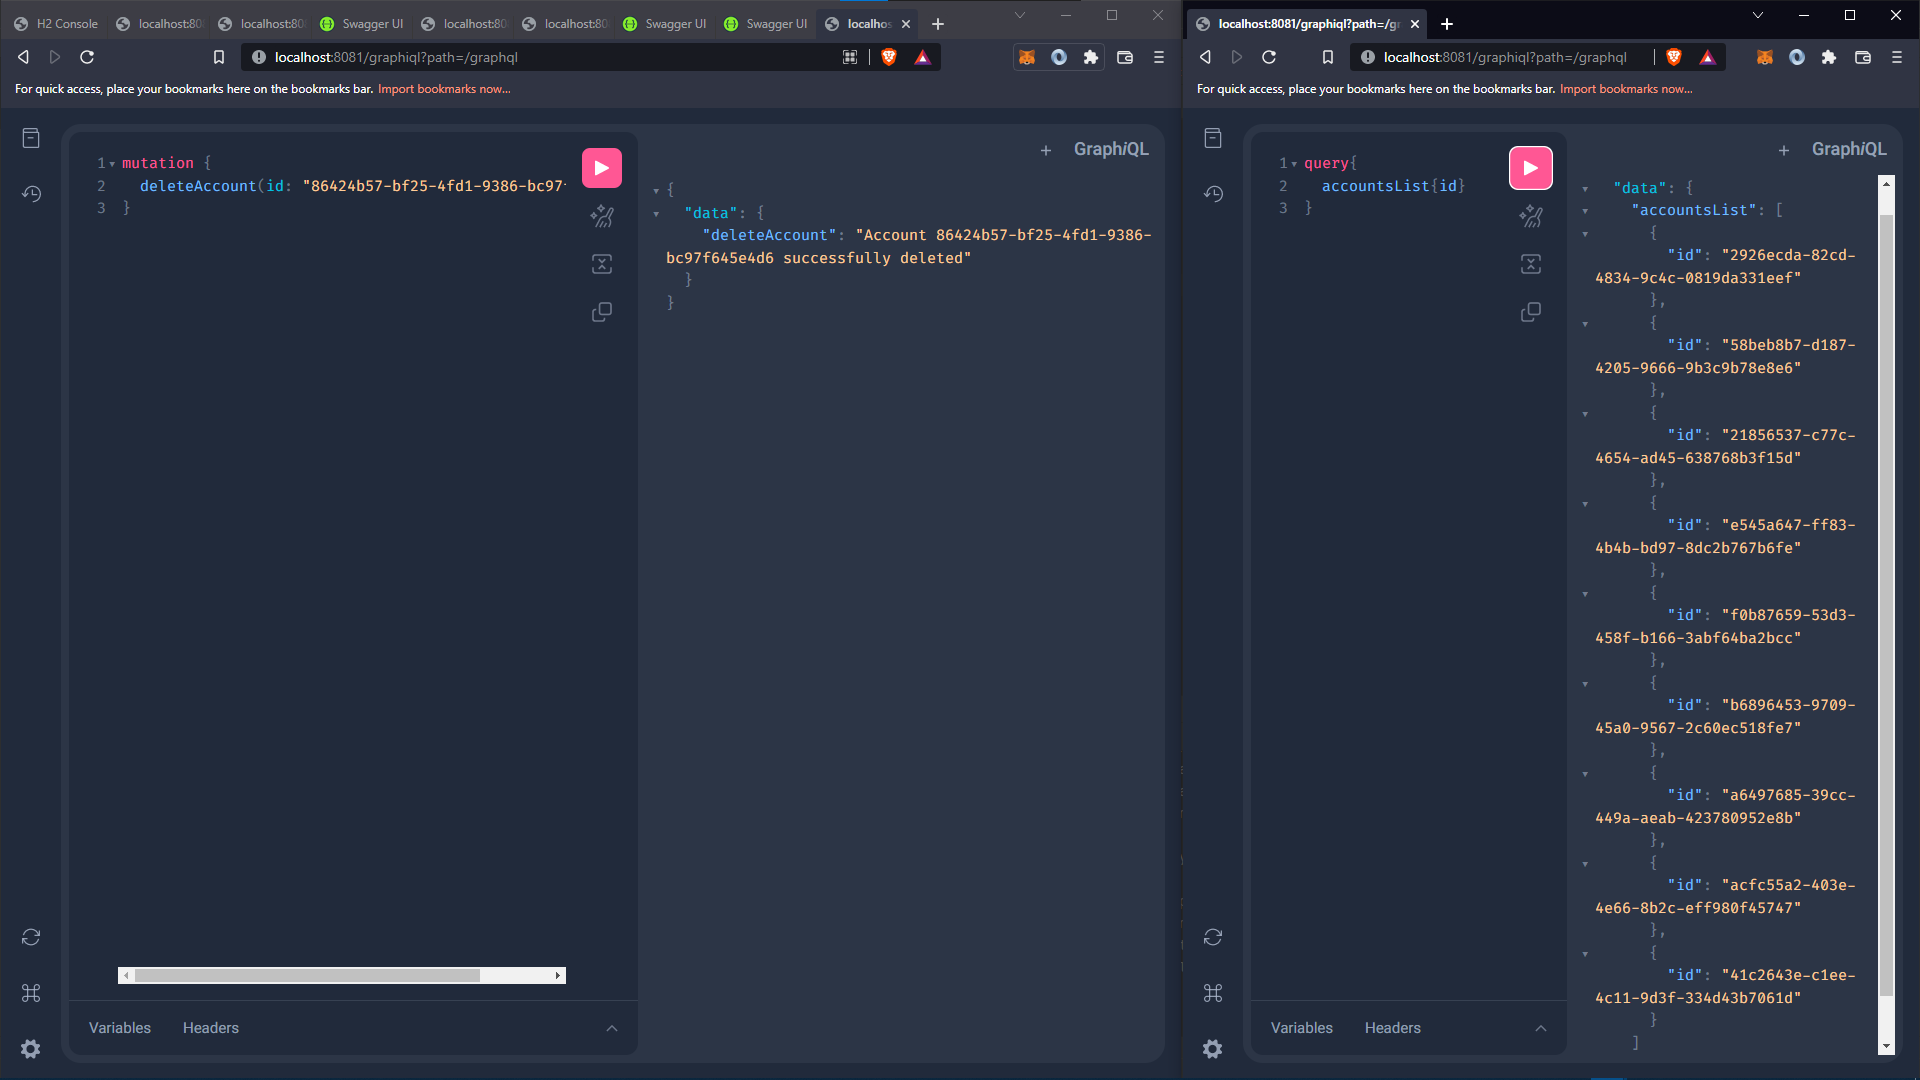 H2 Console
localhost:808
localhost:80
Swagger UI
localhost:80
localhost:808
Swagger UI
Swagger UI
localhos
localhost:8081/graphiql?path=/graphql
For quick access, place your bookmarks here on the bookmarks bar. Import bookmarks now...
1 mutation {
2 deleteAccount(id: "86424b57-bf25-4fd1-9386-bc97
3 }
+ GraphiQL
{
"data": {
"deleteAccount": "Account 86424b57-bf25-4fd1-9386-
bc97f645e4d6 successfully deleted"
}
}
Variables Headers
localhost:8081/graphiql?path=/gr
localhost:8081/graphiql?path=/graphql
For quick access, place your bookmarks here on the bookmarks bar. Import bookmarks now...
1 query{
2 accountsList{id}
3 }
+ GraphiQL
"data": {
"accountsList": [
{
"id": "2926ecda-82cd-
4834-9c4c-0819da331eef"
},
{
"id": "58beb8b7-d187-
4205-9666-9b3c9b78e8e6"
},
{
"id": "21856537-c77c-
4654-ad45-638768b3f15d"
},
{
"id": "e545a647-ff83-
4b4b-bd97-8dc2b767b6fe"
},
{
"id": "f0b87659-53d3-
458f-b166-3abf64ba2bcc"
},
{
"id": "b6896453-9709-
45a0-9567-2c60ec518fe7"
},
{
"id": "a6497685-39cc-
449a-aeab-423780952e8b"
},
{
"id": "acfc55a2-403e-
4e66-8b2c-eff980f45747"
},
{
"id": "41c2643e-c1ee-
4c11-9d3f-334d43b7061d"
}
]
Variables Headers